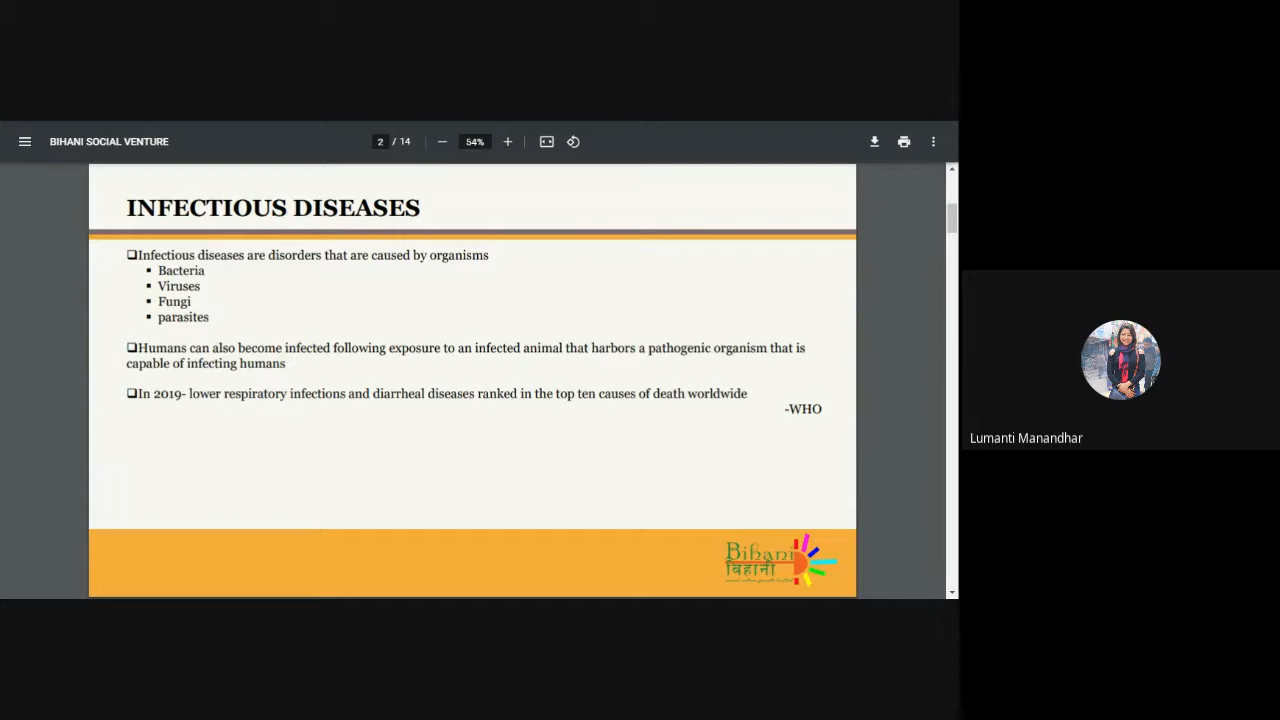 BIHANI SOCIAL VENTURE
2 / 14
54%
INFECTIOUS DISEASES
❑Infectious diseases are disorders that are caused by organisms
▪ Bacteria
▪ Viruses
▪ Fungi
▪ parasites
❑Humans can also become infected following exposure to an infected animal that harbors a pathogenic organism that is
capable of infecting humans
❑In 2019- lower respiratory infections and diarrheal diseases ranked in the top ten causes of death worldwide
-WHO
Bihani
बिहानी
Lumanti Manandhar